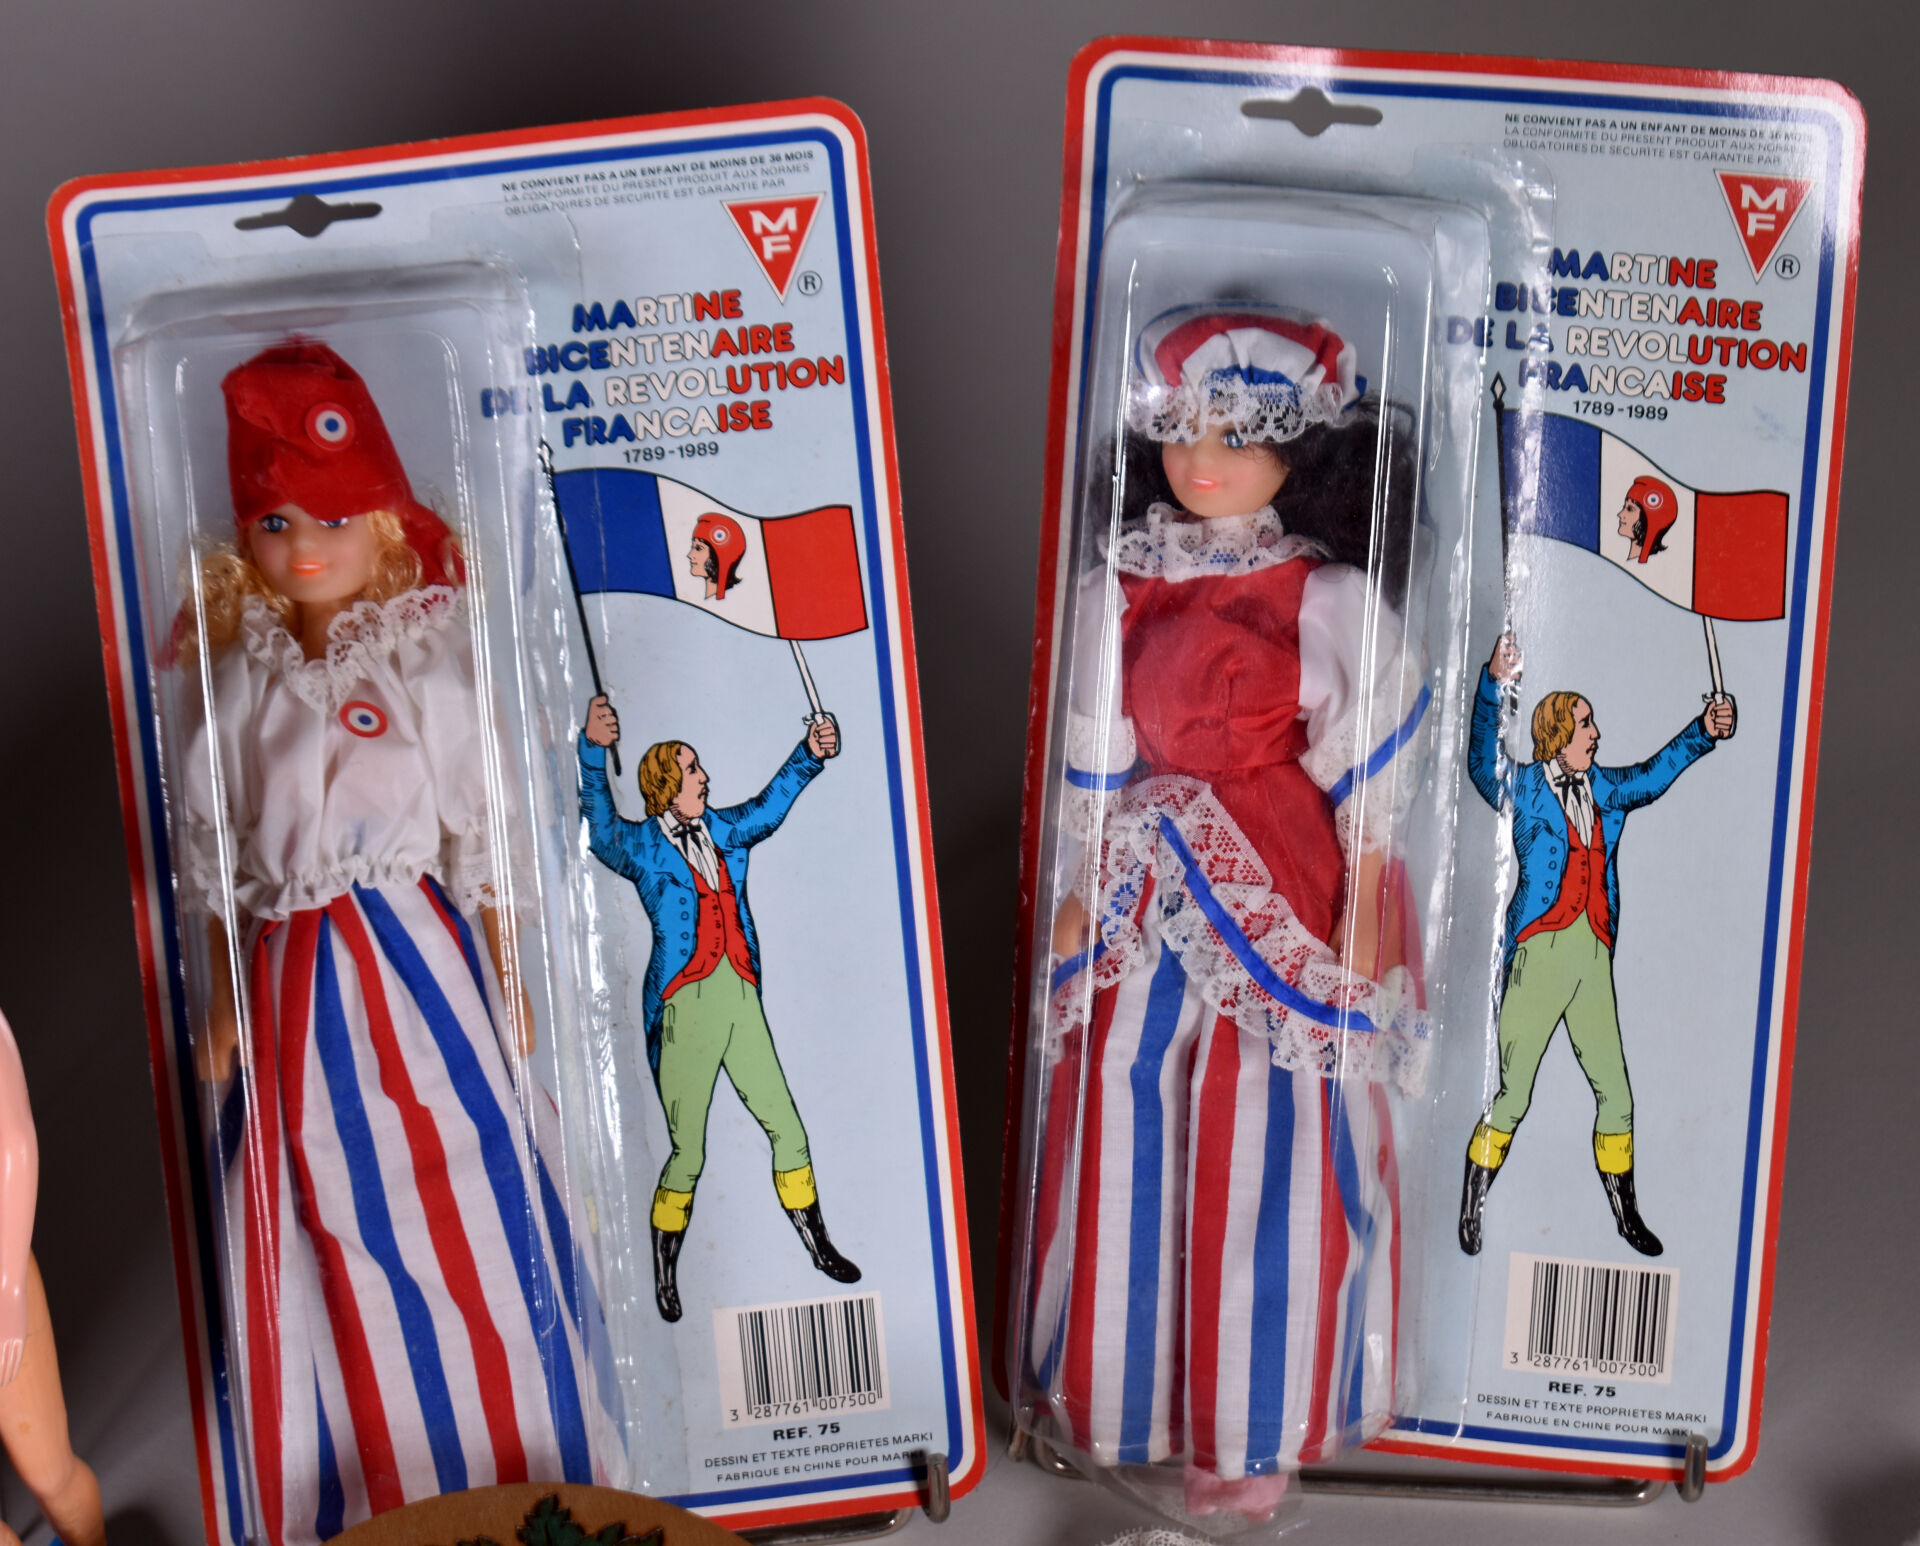 NE CONVIENT PAS A UN ENFANT DE MOINS DE 36 MOIS
LA CONFORMITE DU PRESENT PRODUIT AUX NORMES
OBLIGATOIRES DE SECURITE EST GARANTIE PAR
MF
®
MARTINE
BICENTENAIRE
DE LA REVOLUTION
FRANCAISE
1789-1989
3 287761 007500
REF. 75
DESSIN ET TEXTE PROPRIETES MARKI
FABRIQUE EN CHINE POUR MARKI
NE CONVIENT PAS A UN ENFANT DE MOINS DE 36 MOIS
LA CONFORMITE DU PRESENT PRODUIT AUX NORMES
OBLIGATOIRES DE SECURITE EST GARANTIE PAR
MF
®
MARTINE
BICENTENAIRE
DE LA REVOLUTION
FRANCAISE
1789-1989
3 287761 007500
REF. 75
DESSIN ET TEXTE PROPRIETES MARKI
FABRIQUE EN CHINE POUR MARKI